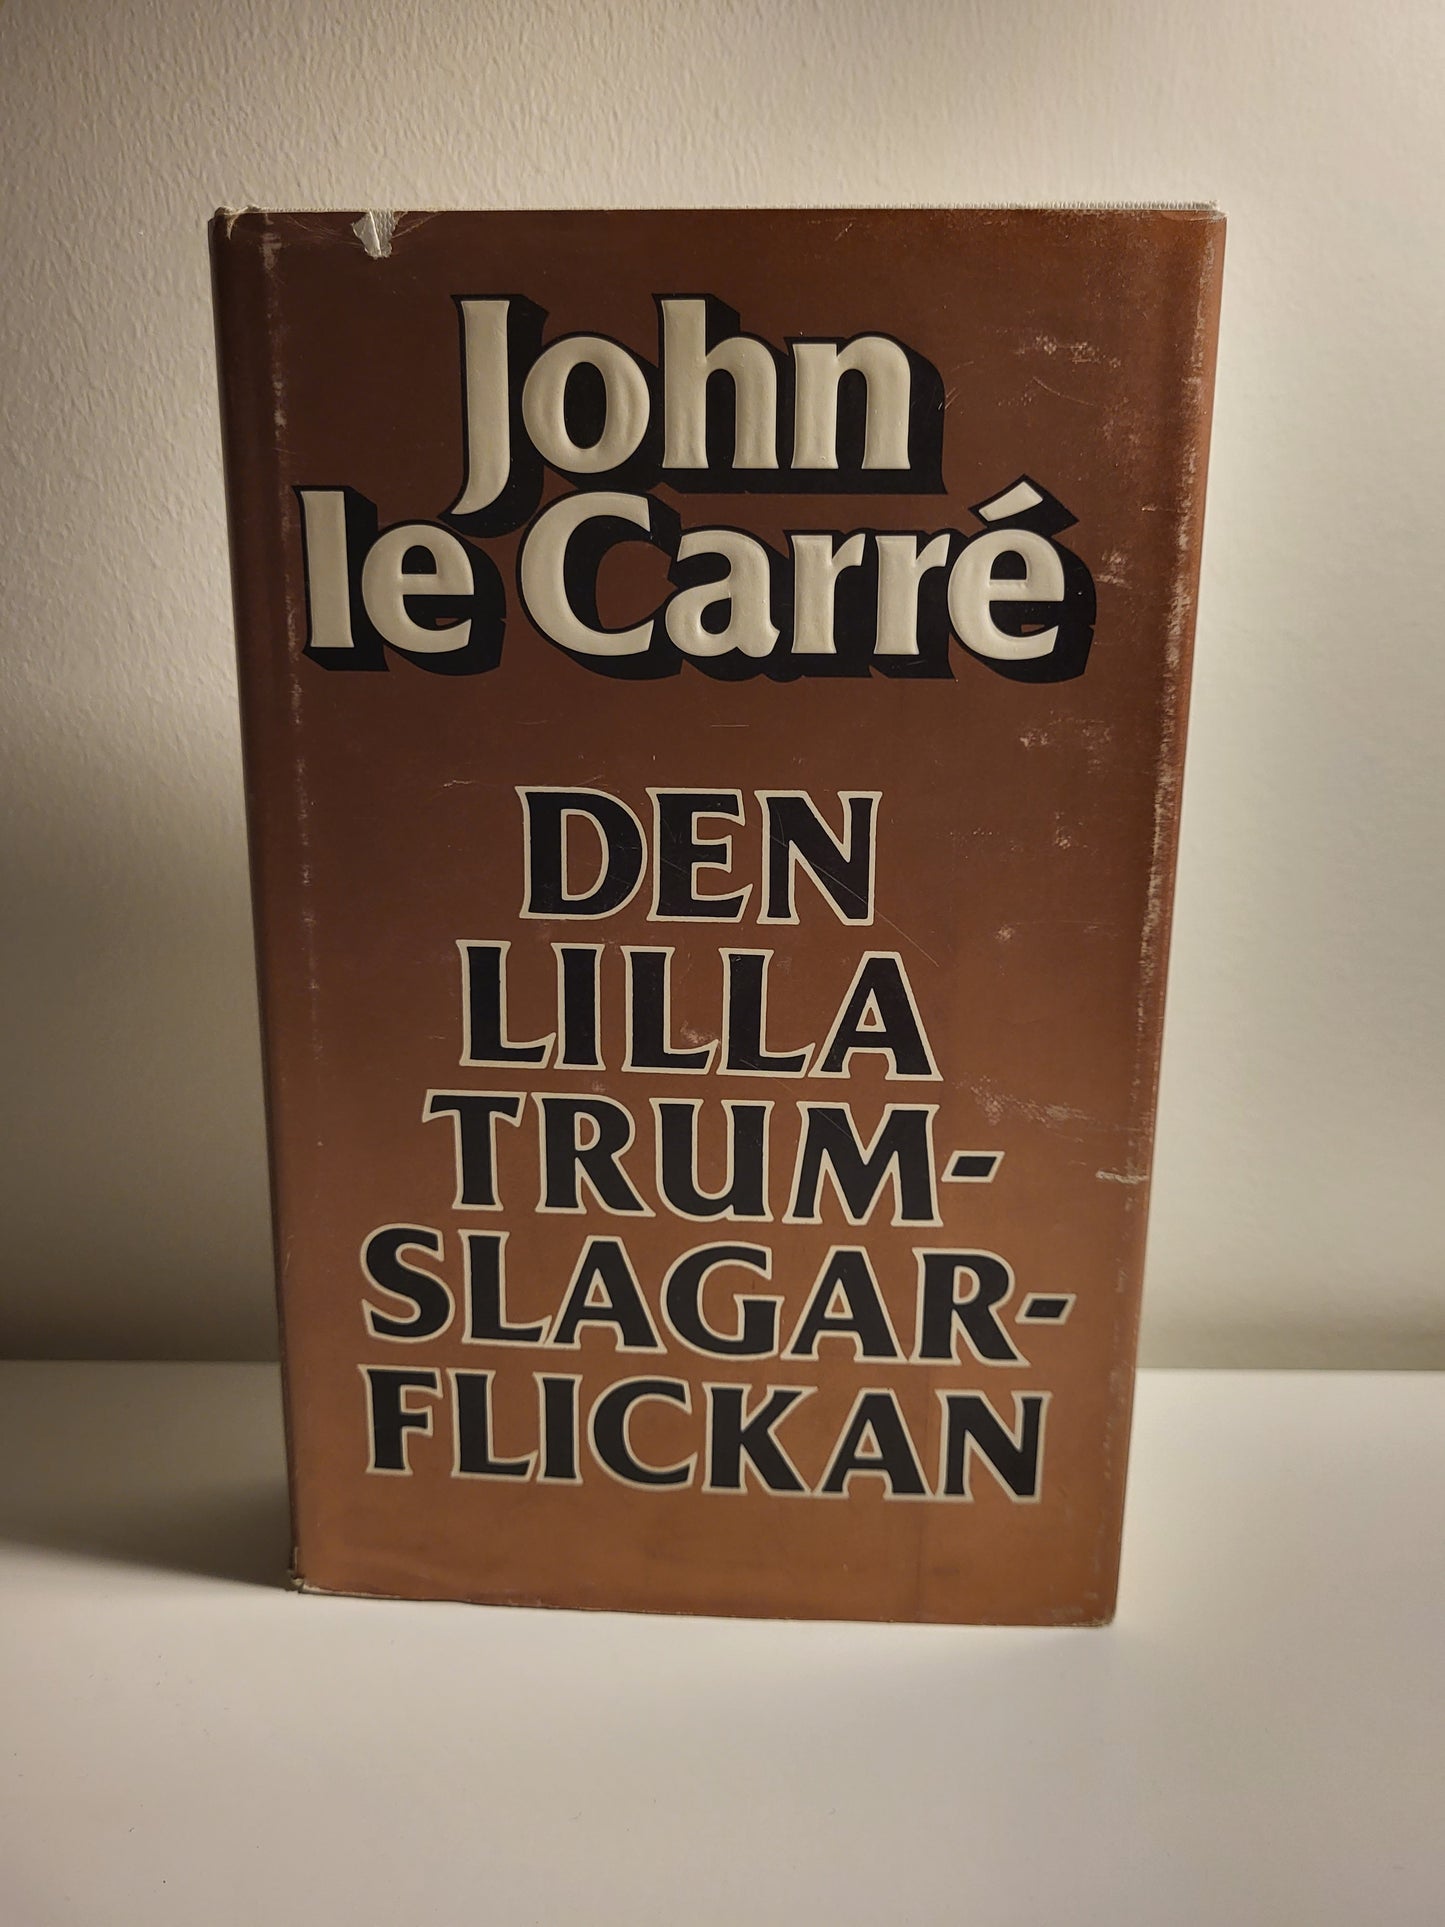 John
le Carré
DEN
LILLA
TRUM-
SLAGAR-
FLICKAN